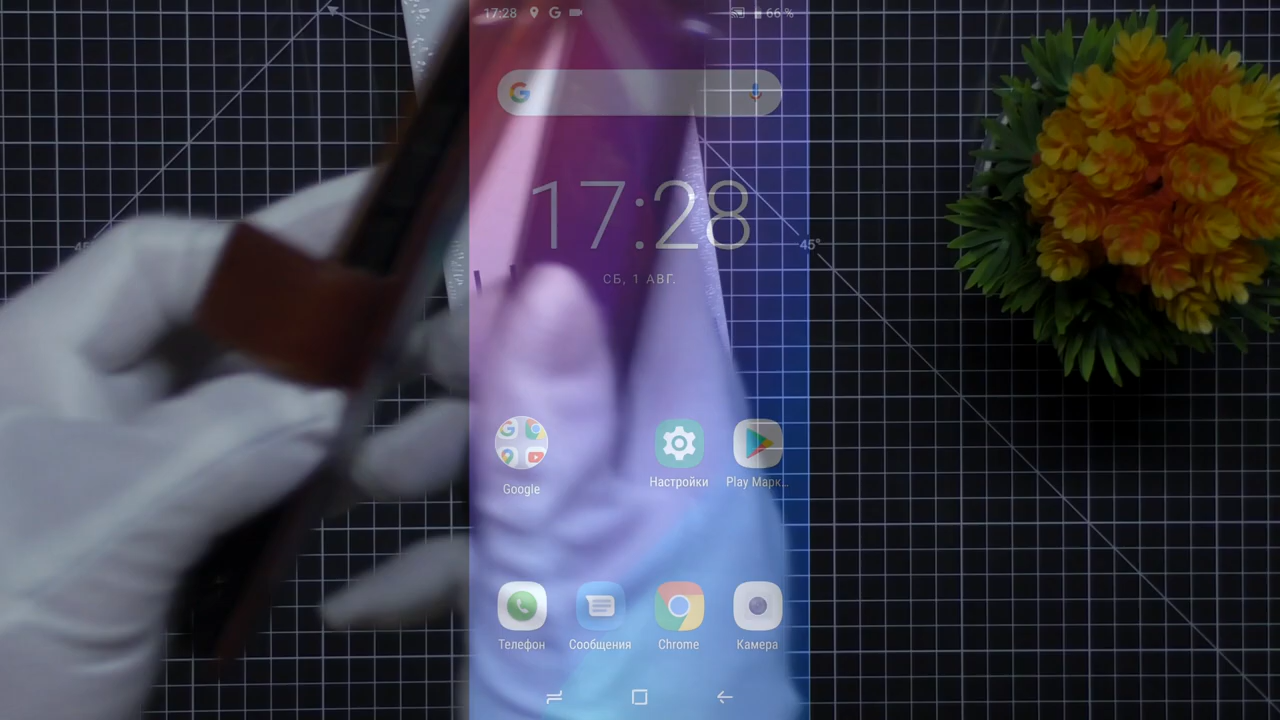 17:28
66 %
17:28
СБ, 1 АВГ.
45°
45°
Google
Настройки
Play Марк...
Телефон
Сообщения
Chrome
Камера